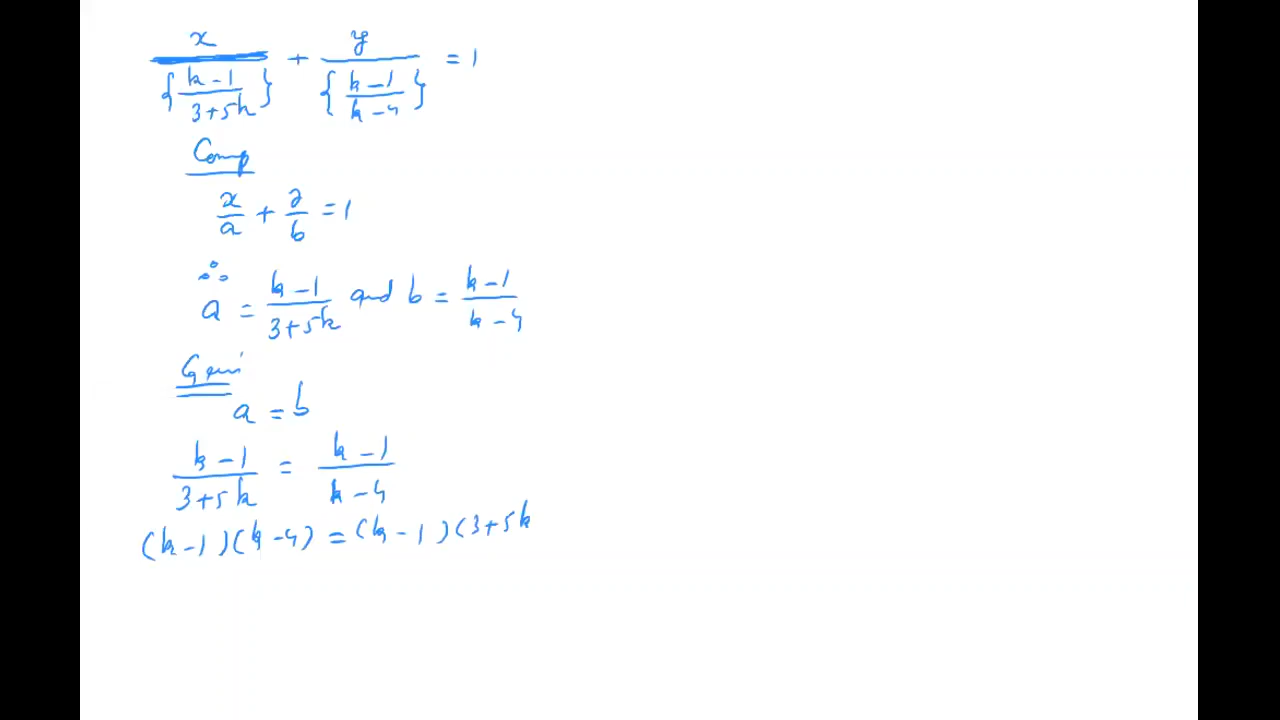 x/{(k-1)/(3+5k)} + y/{(k-1)/(k-4)} = 1
Comp
x/a + y/b = 1
∴
a = (k-1)/(3+5k) and b = (k-1)/(k-4)
Given
a = b
(k-1)/(3+5k) = (k-1)/(k-4)
(k-1)(k-4) = (k-1)(3+5k